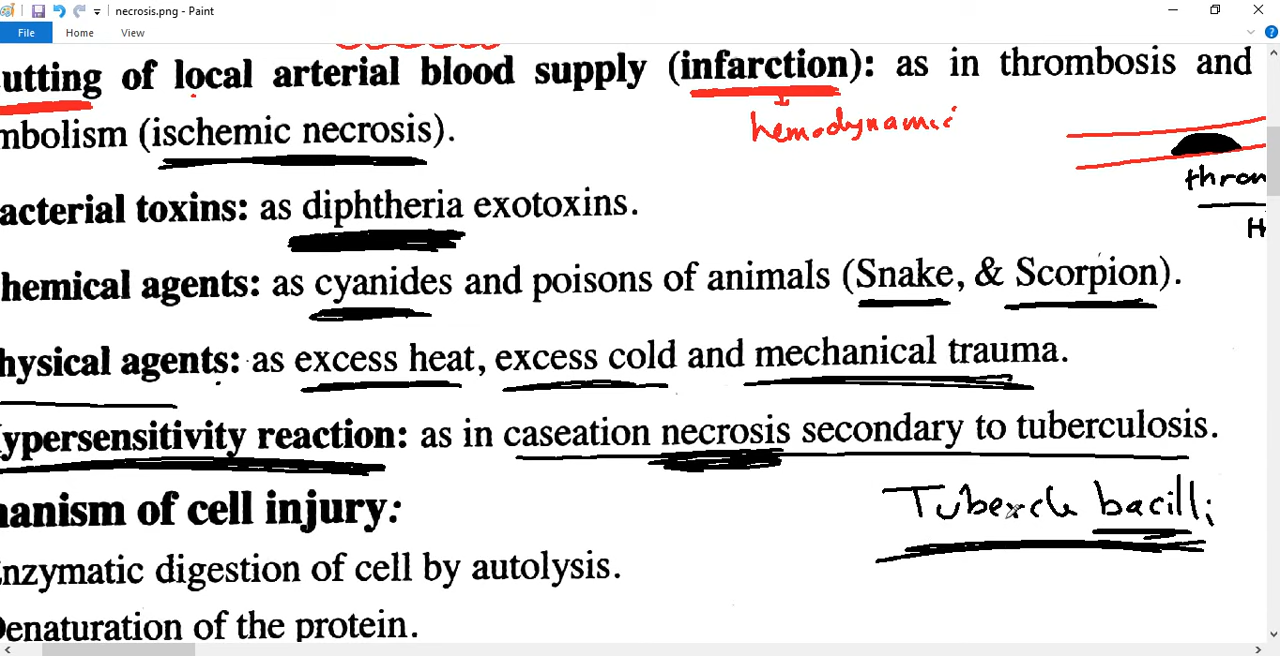 necrosis.png - Paint
File Home View
utting of local arterial blood supply (infarction): as in thrombosis and
hemodynamic
mbolism (ischemic necrosis).
throm
acterial toxins: as diphtheria exotoxins.
H
hemical agents: as cyanides and poisons of animals (Snake, & Scorpion).
hysical agents: as excess heat, excess cold and mechanical trauma.
ypersensitivity reaction: as in caseation necrosis secondary to tuberculosis.
Tubercle bacilli
hanism of cell injury:
Enzymatic digestion of cell by autolysis.
Denaturation of the protein.